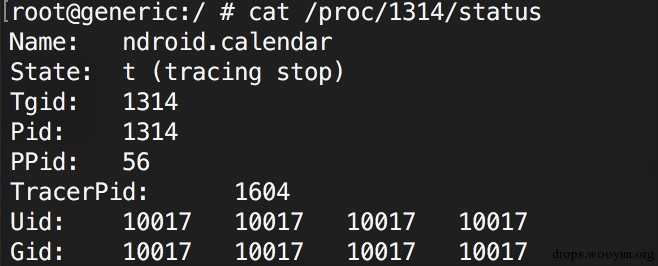 [root@generic:/ # cat /proc/1314/status
Name:   ndroid.calendar
State:  t (tracing stop)
Tgid:   1314
Pid:    1314
PPid:   56
TracerPid:      1604
Uid:    10017   10017   10017   10017
Gid:    10017   10017   10017   10017
drops.wooyun.org